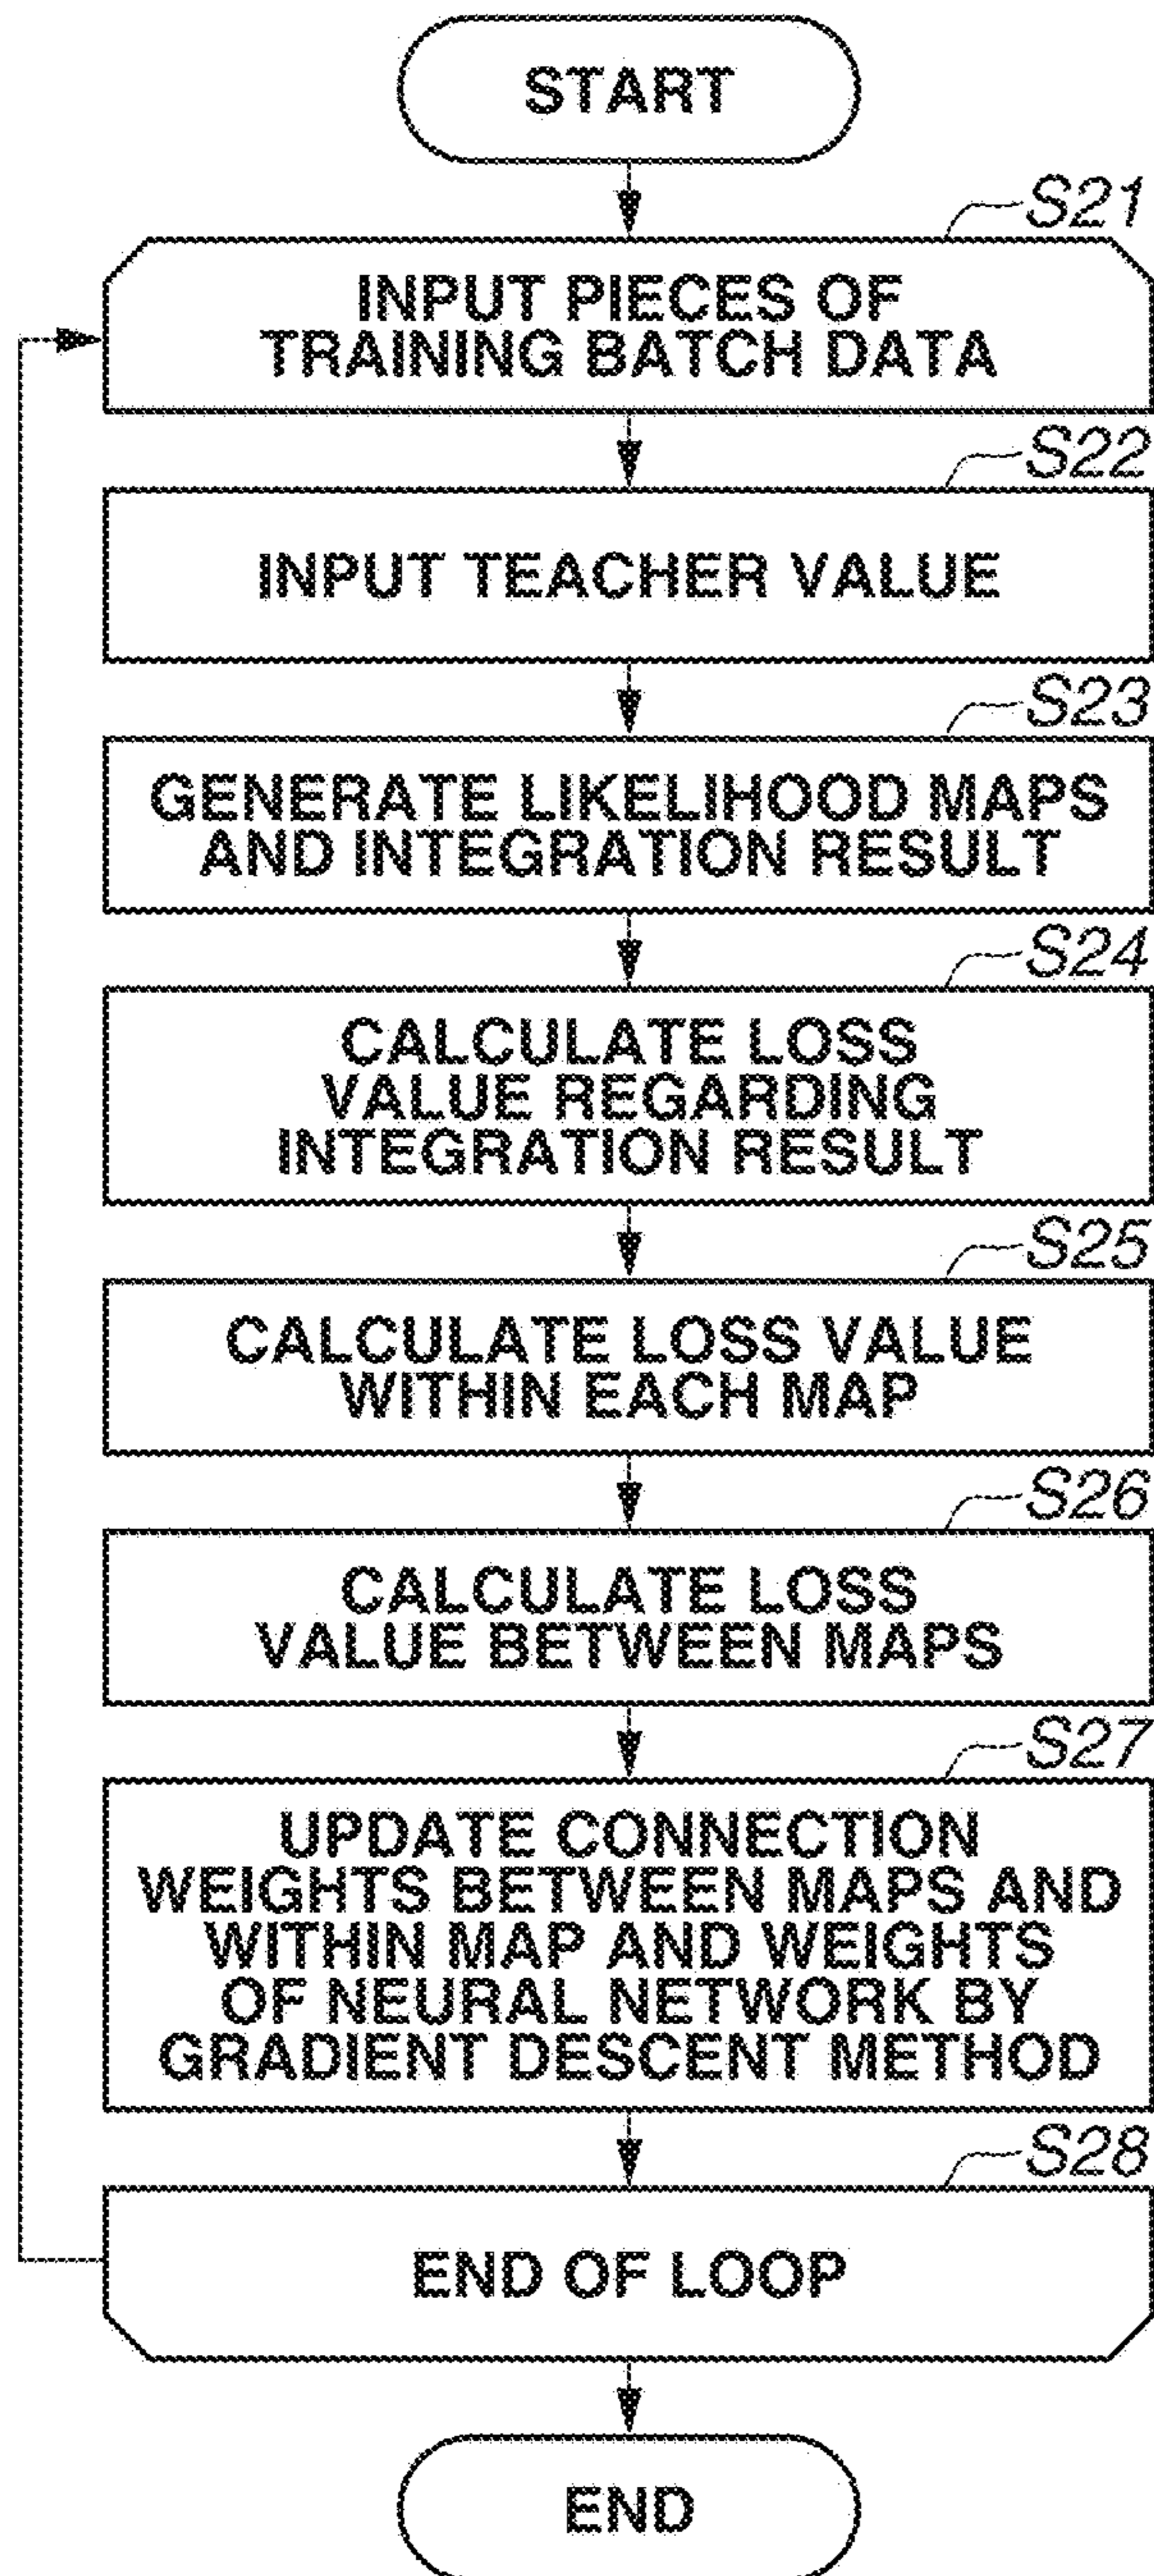 START
S21
INPUT PIECES OF
TRAINING BATCH DATA
S22
INPUT TEACHER VALUE
S23
GENERATE LIKELIHOOD MAPS
AND INTEGRATION RESULT
S24
CALCULATE LOSS
VALUE REGARDING
INTEGRATION RESULT
S25
CALCULATE LOSS VALUE
WITHIN EACH MAP
S26
CALCULATE LOSS
VALUE BETWEEN MAPS
S27
UPDATE CONNECTION
WEIGHTS BETWEEN MAPS AND
WITHIN MAP AND WEIGHTS
OF NEURAL NETWORK BY
GRADIENT DESCENT METHOD
S28
END OF LOOP
END